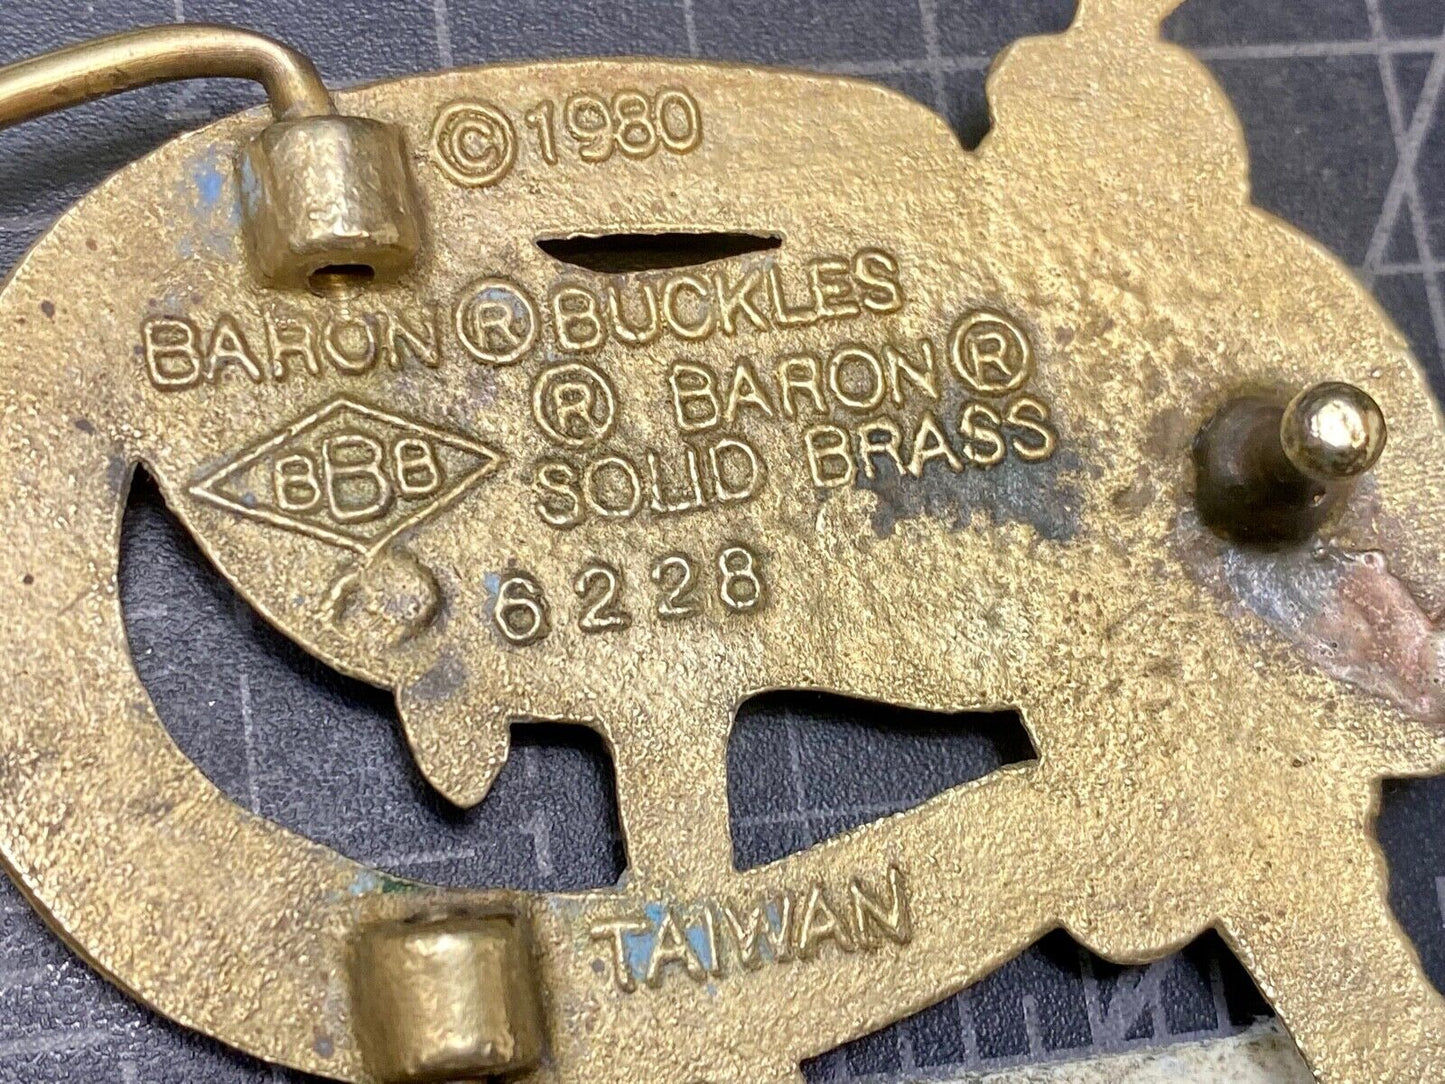 © 1980
BARON ® BUCKLES
® BARON ®
BBB
SOLID BRASS
6228
TAIWAN